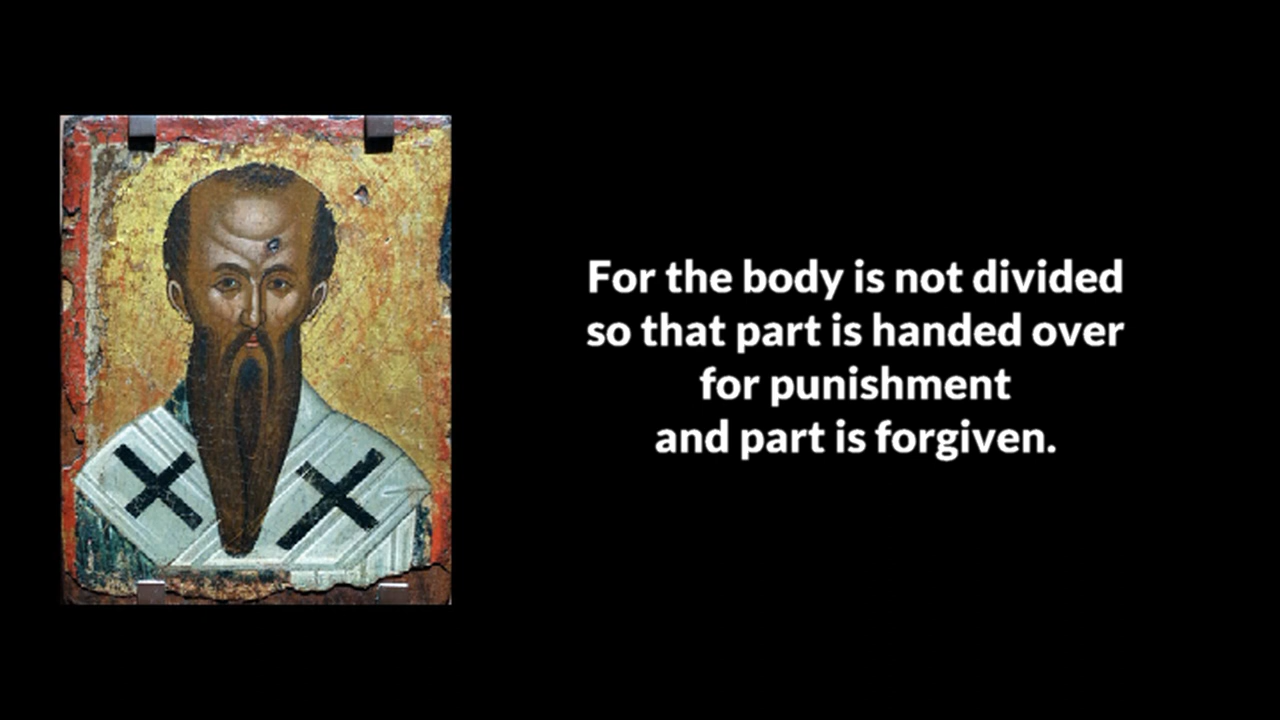 For the body is not divided
so that part is handed over
for punishment
and part is forgiven.